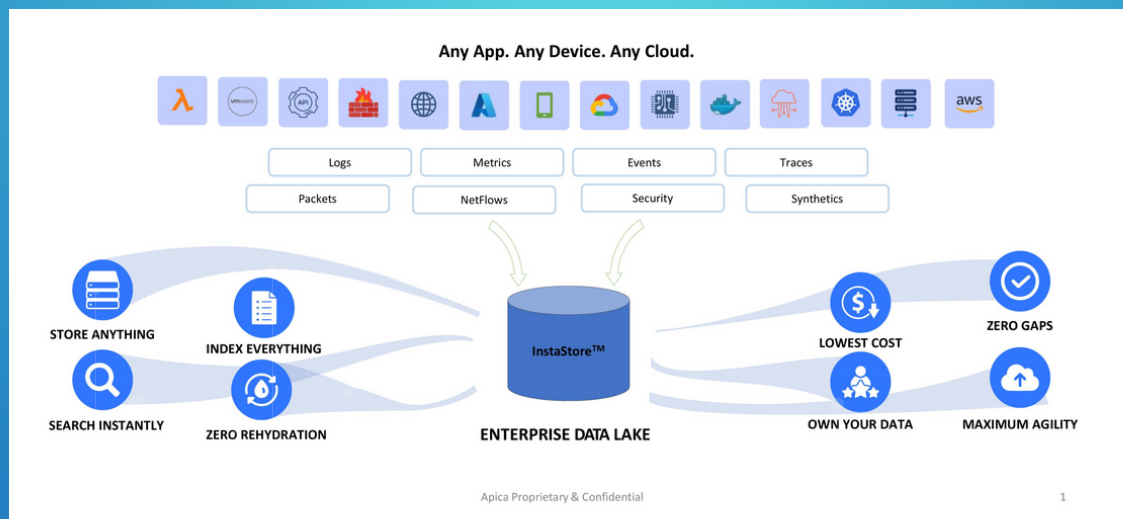 Any App. Any Device. Any Cloud.
vmware
API
aws
Logs
Metrics
Events
Traces
Packets
NetFlows
Security
Synthetics
STORE ANYTHING
INDEX EVERYTHING
SEARCH INSTANTLY
ZERO REHYDRATION
InstaStore™
ENTERPRISE DATA LAKE
$
LOWEST COST
ZERO GAPS
OWN YOUR DATA
MAXIMUM AGILITY
Apica Proprietary & Confidential
1